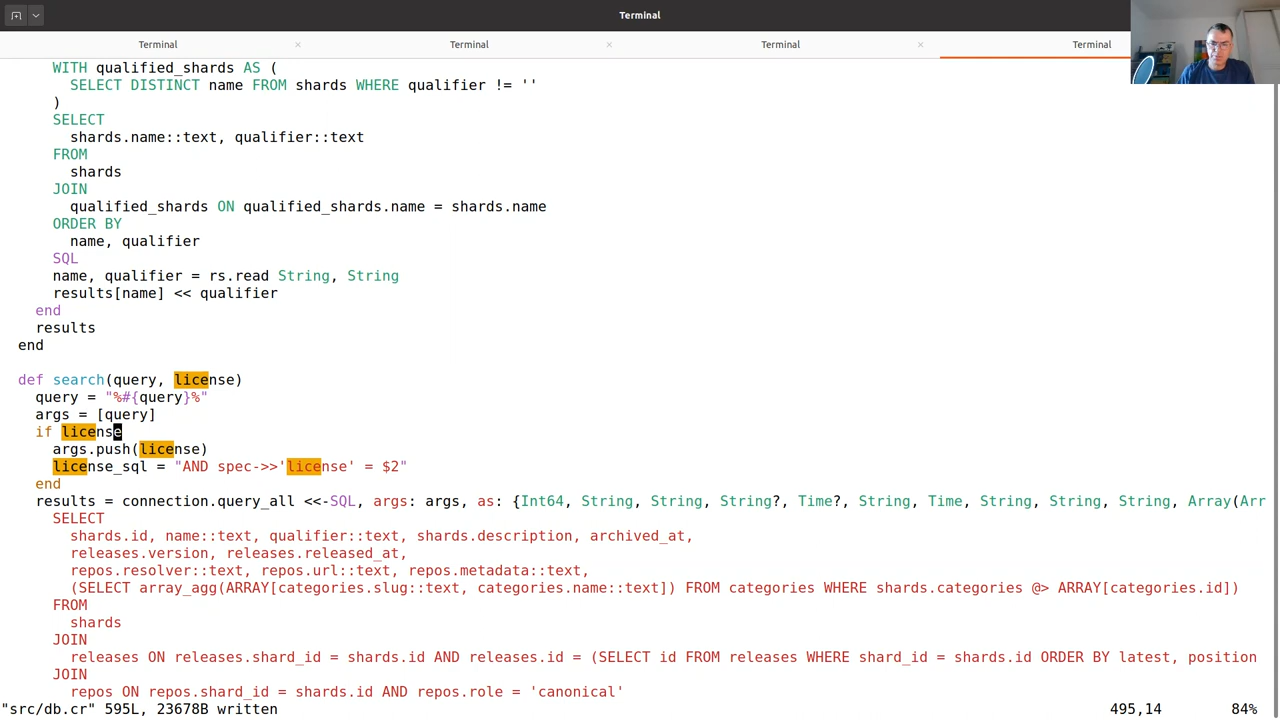 Terminal
Terminal
Terminal
Terminal
Terminal
WITH qualified_shards AS (
SELECT DISTINCT name FROM shards WHERE qualifier != ''
)
SELECT
shards.name::text, qualifier::text
FROM
shards
JOIN
qualified_shards ON qualified_shards.name = shards.name
ORDER BY
name, qualifier
SQL
name, qualifier = rs.read String, String
results[name] << qualifier
end
results
end
def search(query, license)
query = "%#{query}%"
args = [query]
if license
args.push(license)
license_sql = "AND spec->>'license' = $2"
end
results = connection.query_all <<-SQL, args: args, as: {Int64, String, String, String?, Time?, String, Time, String, String, String, Array(Arr
SELECT
shards.id, name::text, qualifier::text, shards.description, archived_at,
releases.version, releases.released_at,
repos.resolver::text, repos.url::text, repos.metadata::text,
(SELECT array_agg(ARRAY[categories.slug::text, categories.name::text]) FROM categories WHERE shards.categories @> ARRAY[categories.id])
FROM
shards
JOIN
releases ON releases.shard_id = shards.id AND releases.id = (SELECT id FROM releases WHERE shard_id = shards.id ORDER BY latest, position
JOIN
repos ON repos.shard_id = shards.id AND repos.role = 'canonical'
"src/db.cr" 595L, 23678B written 495,14 84%